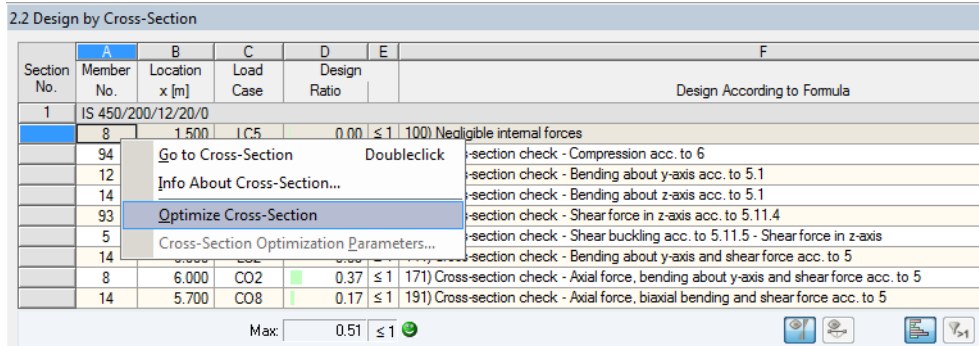 2.2 Design by Cross-Section
A B C D E F
Section Member Location Load Design
No. No. x [m] Case Ratio Design According to Formula
1 IS 450/200/12/20/0
8 1.500 LC5 0.00 ≤ 1 100) Negligible internal forces
94 -section check - Compression acc. to 6
Go to Cross-Section Doubleclick
12 -section check - Bending about y-axis acc. to 5.1
Info About Cross-Section...
14 -section check - Bending about z-axis acc. to 5.1
93 -section check - Shear force in z-axis acc. to 5.11.4
Optimize Cross-Section
5 -section check - Shear buckling acc. to 5.11.5 - Shear force in z-axis
Cross-Section Optimization Parameters...
14 Cross-section check - Bending about y-axis and shear force acc. to 5
8 6.000 CO2 0.37 ≤ 1 171) Cross-section check - Axial force, bending about y-axis and shear force acc. to 5
14 5.700 CO8 0.17 ≤ 1 191) Cross-section check - Axial force, biaxial bending and shear force acc. to 5
Max: 0.51 ≤ 1
>1